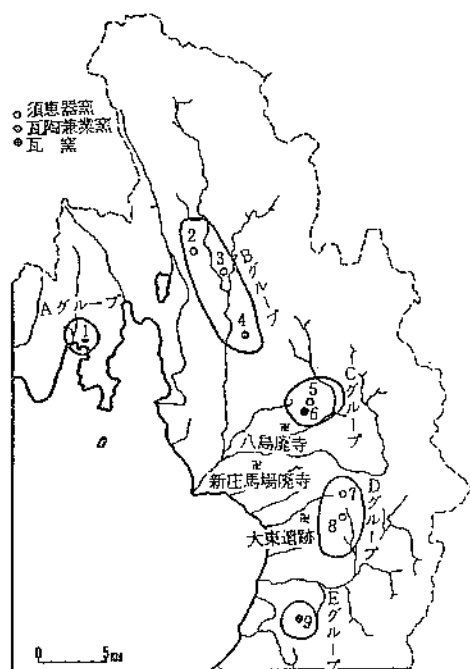 須恵器窯
瓦陶兼業窯
瓦 窯
2
3
Bグループ
Aグループ
1
4
5
6
Cグループ
八島廃寺
新庄馬場廃寺
7
8
Dグループ
大東遺跡
9
Eグループ
0 5KM